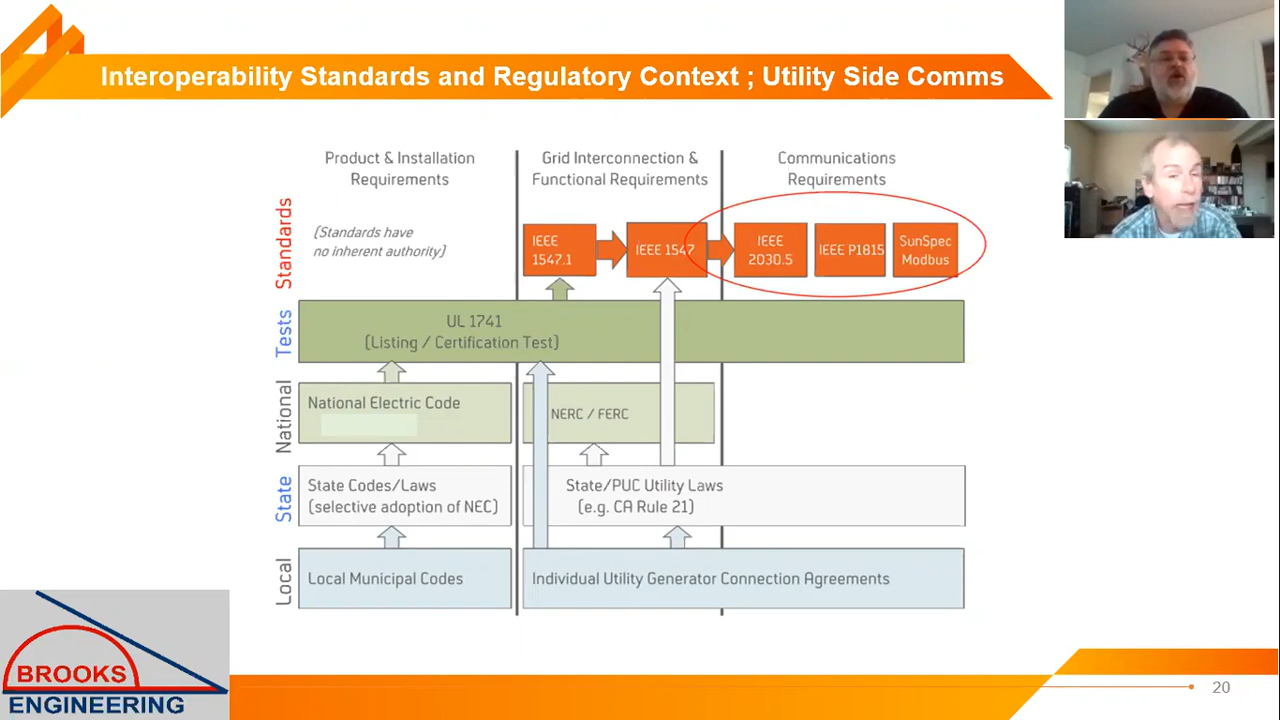 Interoperability Standards and Regulatory Context ; Utility Side Comms
Product & Installation
Requirements
Grid Interconnection &
Functional Requirements
Communications
Requirements
Standards
(Standards have
no inherent authority)
IEEE
1547.1
IEEE 1547
IEEE
2030.5
IEEE P1815
SunSpec
Modbus
Tests
UL 1741
(Listing / Certification Test)
National
National Electric Code
NERC / FERC
State
State Codes/Laws
(selective adoption of NEC)
State/PUC Utility Laws
(e.g. CA Rule 21)
Local
Local Municipal Codes
Individual Utility Generator Connection Agreements
BROOKS
ENGINEERING
20